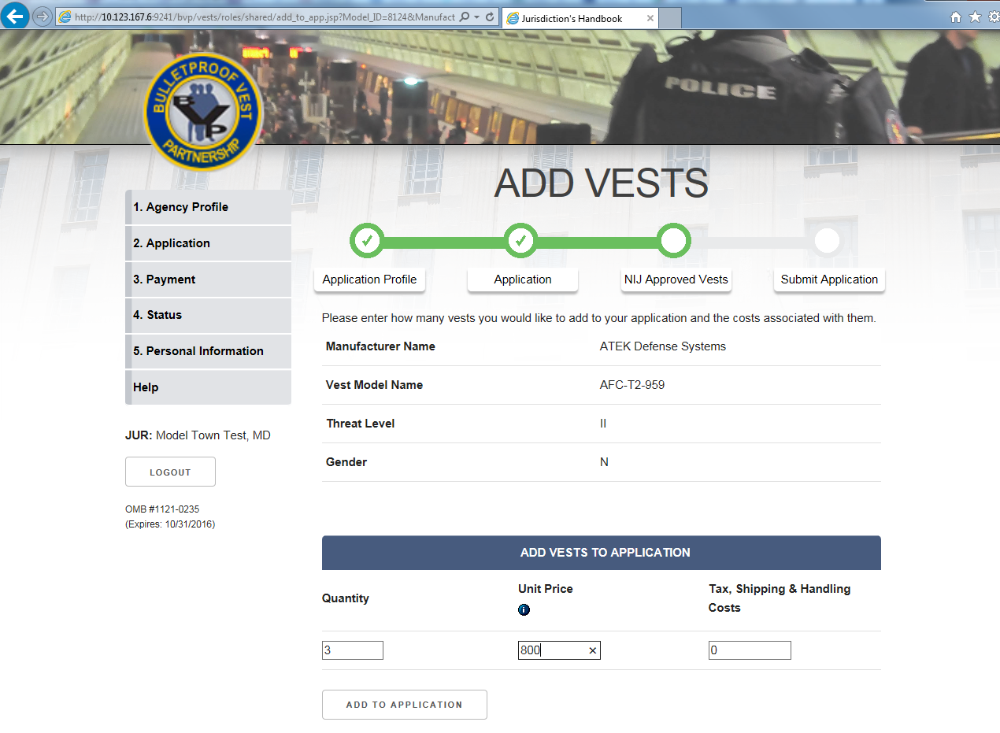 http://10.123.167.6:9241/bvp/vests/roles/shared/add_to_app.jsp?Model_ID=8124&Manufact
Jurisdiction's Handbook
POLICE
BULLETPROOF VEST
BVP
PARTNERSHIP
ADD VESTS
1. Agency Profile
2. Application
3. Payment
4. Status
5. Personal Information
Help
JUR: Model Town Test, MD
LOGOUT
OMB #1121-0235
(Expires: 10/31/2016)
Application Profile
Application
NIJ Approved Vests
Submit Application
Please enter how many vests you would like to add to your application and the costs associated with them.
Manufacturer Name ATEK Defense Systems
Vest Model Name AFC-T2-959
Threat Level II
Gender N
ADD VESTS TO APPLICATION
Quantity
Unit Price
Tax, Shipping & Handling
Costs
3 800 0
ADD TO APPLICATION